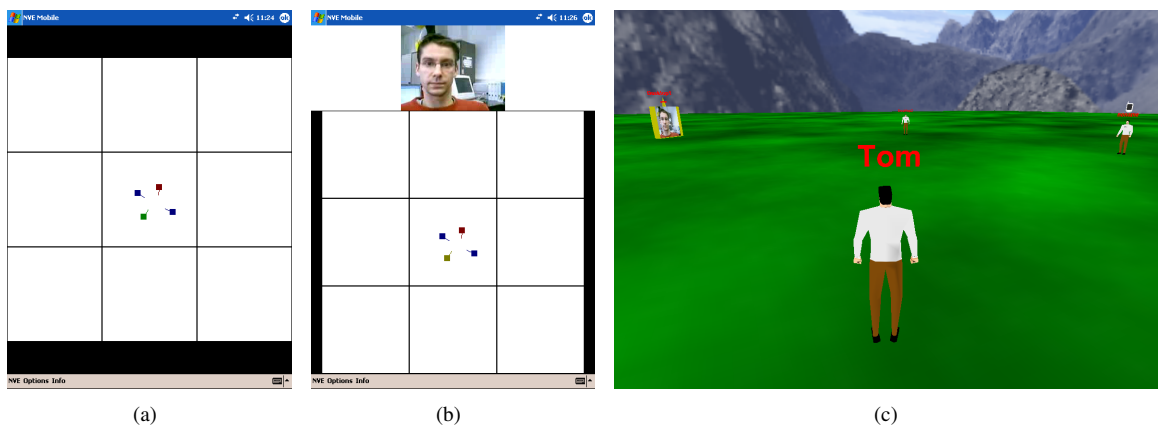 NVE Mobile 11:24 ok
NVE Options Info
(a)
NVE Mobile 11:26 ok
NVE Options Info
(b)
Tom
(c)